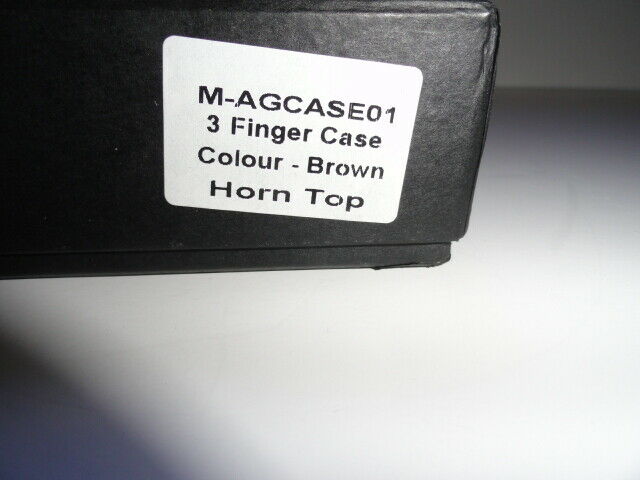 M-AGCASE01
3 Finger Case
Colour - Brown
Horn Top